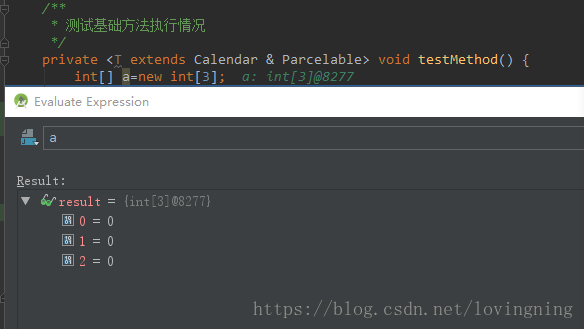 /**
* 测试基础方法执行情况
*/
private <T extends Calendar & Parcelable> void testMethod() {
int[] a=new int[3]; a: int[3]@8277
Evaluate Expression
a
Result:
result = {int[3]@8277}
0 = 0
1 = 0
2 = 0
https://blog.csdn.net/lovingning